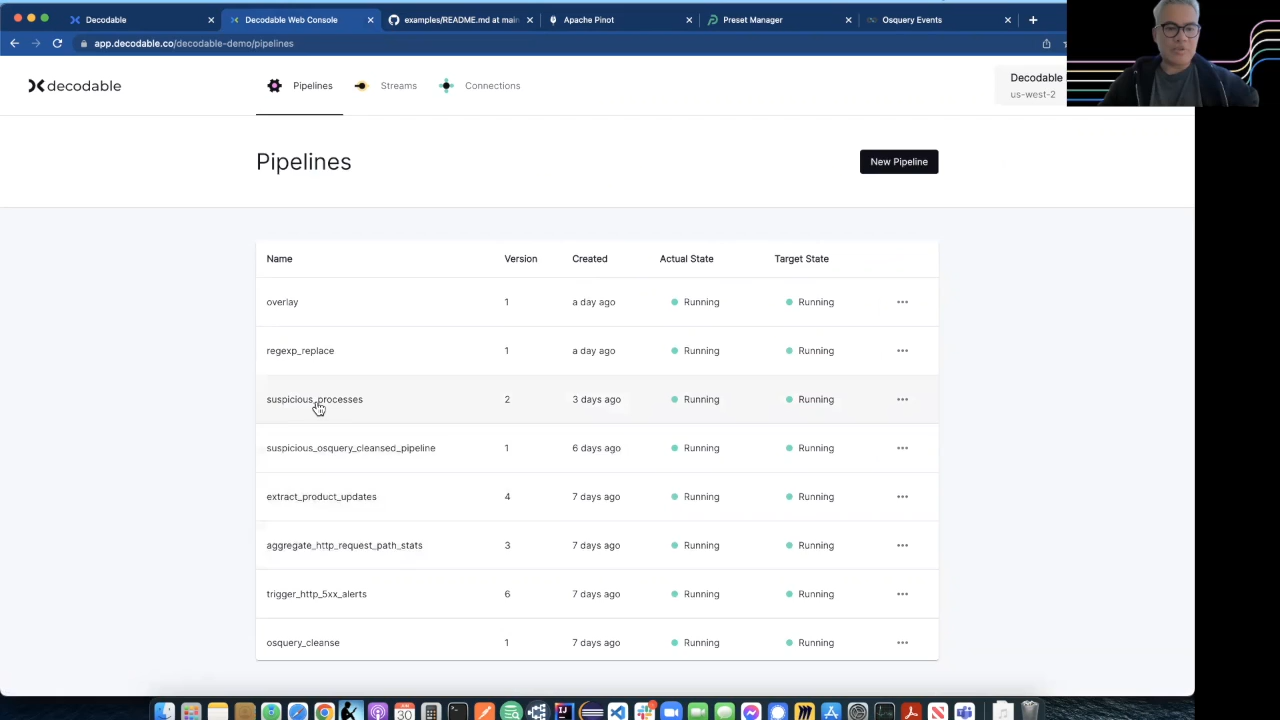 Decodable
Decodable Web Console
examples/README.md at main
Apache Pinot
Preset Manager
Osquery Events
app.decodable.co/decodable-demo/pipelines
decodable
Pipelines
Streams
Connections
Decodable
us-west-2
Pipelines
New Pipeline
Name Version Created Actual State Target State
overlay 1 a day ago Running Running
regexp_replace 1 a day ago Running Running
suspicious_processes 2 3 days ago Running Running
suspicious_osquery_cleansed_pipeline 1 6 days ago Running Running
extract_product_updates 4 7 days ago Running Running
aggregate_http_request_path_stats 3 7 days ago Running Running
trigger_http_5xx_alerts 6 7 days ago Running Running
osquery_cleanse 1 7 days ago Running Running
30